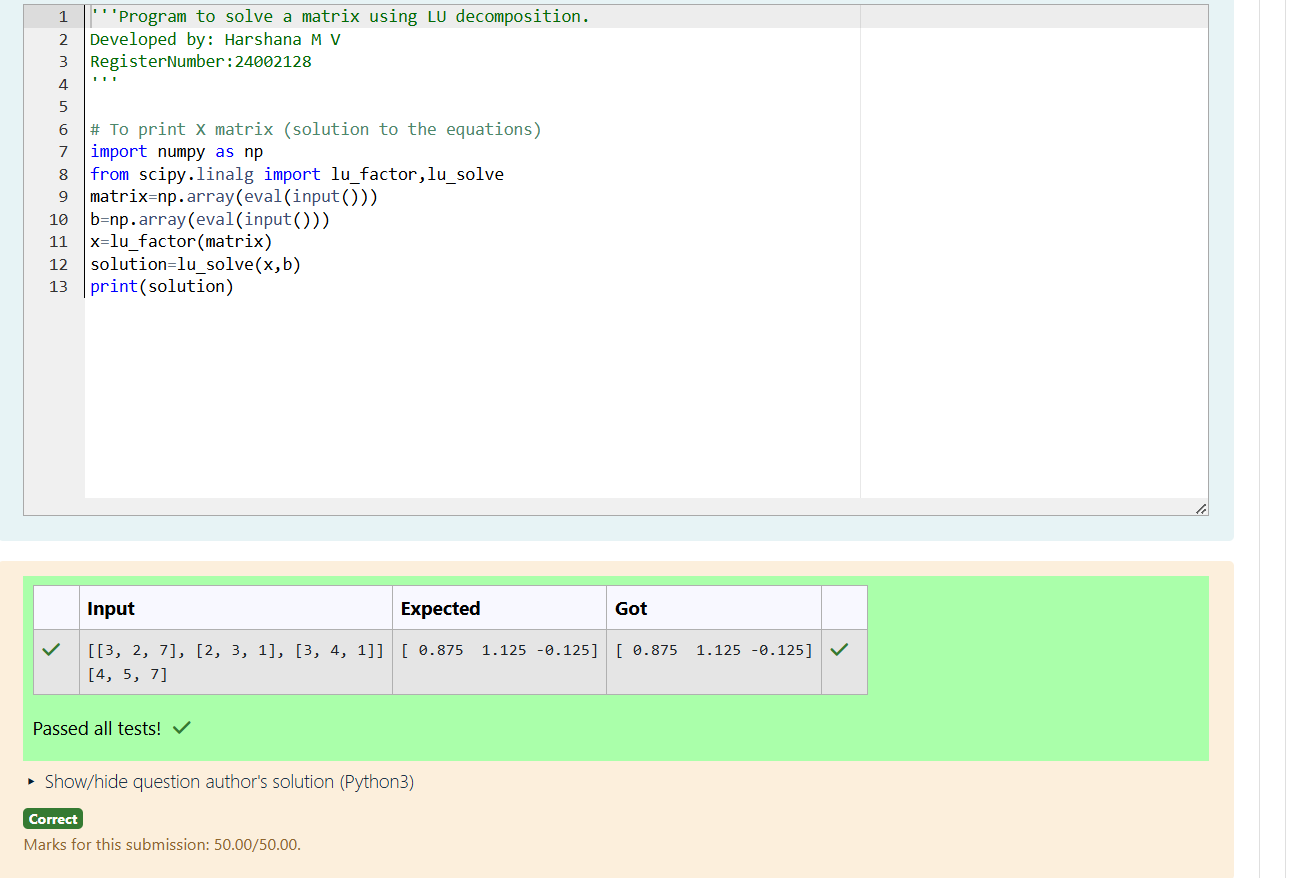 1 '''Program to solve a matrix using LU decomposition.
2 Developed by: Harshana M V
3 RegisterNumber:24002128
4 '''
5
6 # To print X matrix (solution to the equations)
7 import numpy as np
8 from scipy.linalg import lu_factor,lu_solve
9 matrix=np.array(eval(input()))
10 b=np.array(eval(input()))
11 x=lu_factor(matrix)
12 solution=lu_solve(x,b)
13 print(solution)
Input Expected Got
[[3, 2, 7], [2, 3, 1], [3, 4, 1]] [ 0.875  1.125 -0.125] [ 0.875  1.125 -0.125]
[4, 5, 7]
Passed all tests!
Show/hide question author's solution (Python3)
Correct
Marks for this submission: 50.00/50.00.